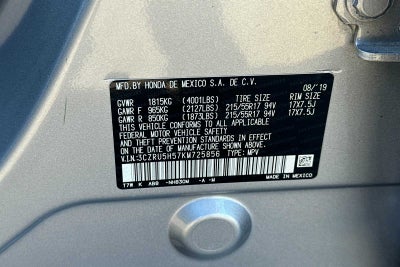 MFD.BY HONDA DE MEXICO S.A. DE C.V.
08/'19
GVWR 1815KG (4001LBS) TIRE SIZE RIM SIZE
GAWR F 965KG (2127LBS) 215/55R17 94V 17X7.5J
GAWR R 850KG (1873LBS) 215/55R17 94V 17X7.5J
THIS VEHICLE CONFORMS TO ALL APPLICABLE
FEDERAL MOTOR VEHICLE SAFETY AND THEFT
PREVENTION STANDARDS IN EFFECT ON THE DATE
OF MANUFACTURE SHOWN ABOVE.
V.I.N.:3CZRU5H57KM725856 TYPE: MPV
T7W K AB9 -NH830M -A -M
MADE IN MEXICO